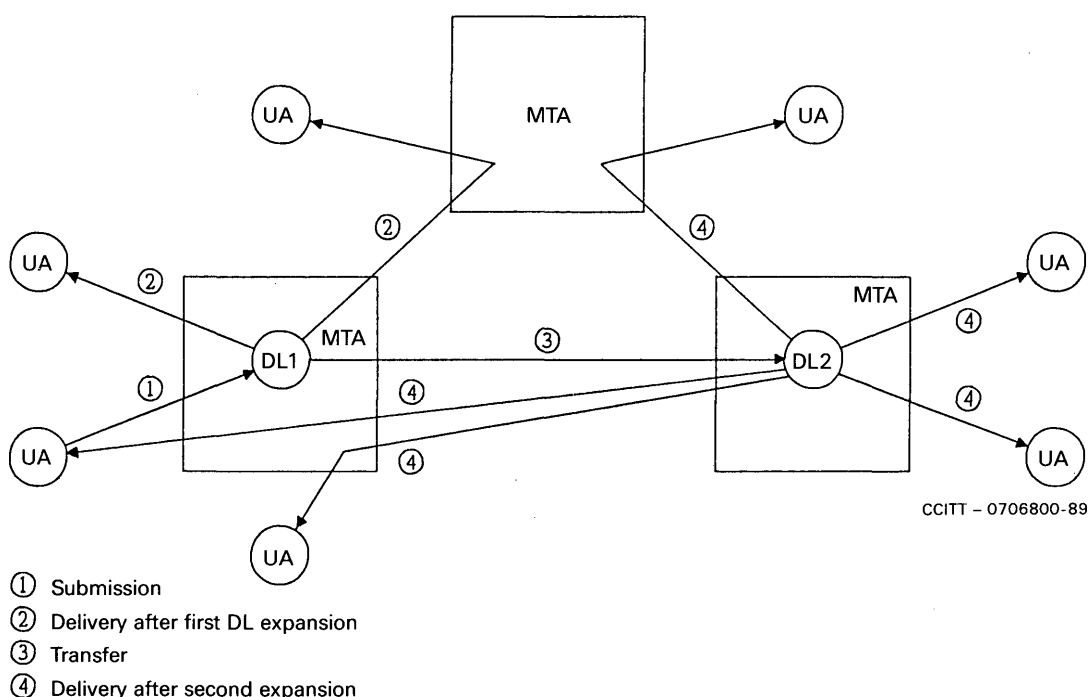 MTA
UA
UA
②
④
UA
②
MTA
MTA
UA
④
③
DL1
DL2
①
④
④
UA
④
UA
CCITT – 0706800-89
UA
① Submission
② Delivery after first DL expansion
③ Transfer
④ Delivery after second expansion